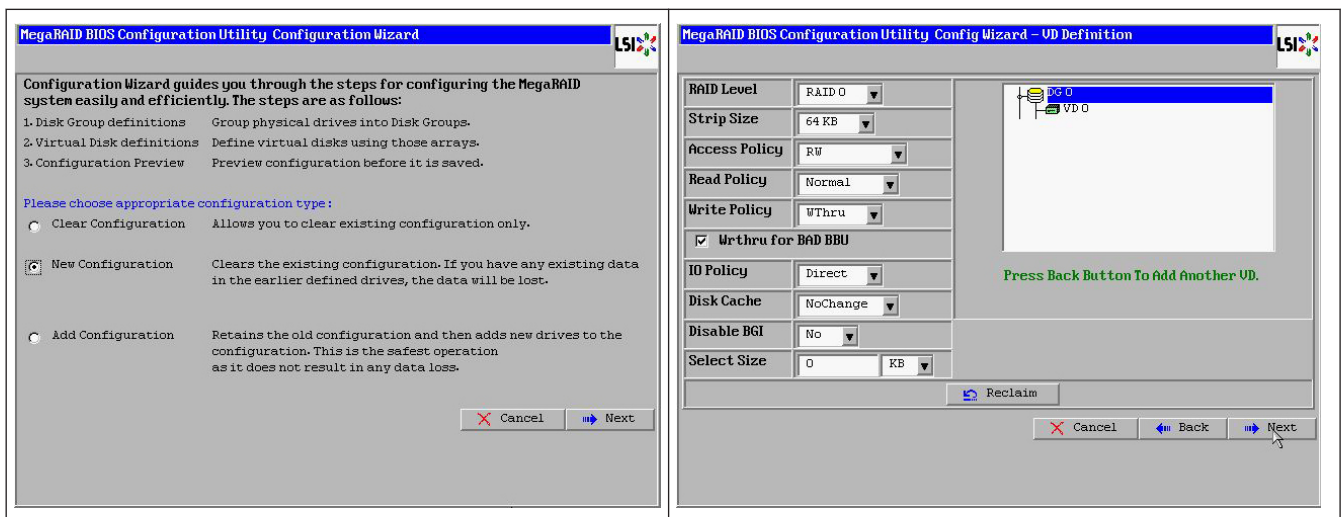 MegaRAID BIOS Configuration Utility Configuration Wizard
LSI
Configuration Wizard guides you through the steps for configuring the MegaRAID
system easily and efficiently. The steps are as follows:
1. Disk Group definitions Group physical drives into Disk Groups.
2. Virtual Disk definitions Define virtual disks using those arrays.
3. Configuration Preview Preview configuration before it is saved.
Please choose appropriate configuration type:
Clear Configuration Allows you to clear existing configuration only.
New Configuration Clears the existing configuration. If you have any existing data
in the earlier defined drives, the data will be lost.
Add Configuration Retains the old configuration and then adds new drives to the
configuration. This is the safest operation
as it does not result in any data loss.
Cancel Next
MegaRAID BIOS Configuration Utility Config Wizard - VD Definition
LSI
RAID Level RAID 0
Strip Size 64 KB
Access Policy RW
Read Policy Normal
Write Policy WThru
Wrthru for BAD BBU
IO Policy Direct
Disk Cache NoChange
Disable BGI No
Select Size 0 KB
DG 0
VD 0
Press Back Button To Add Another VD.
Reclaim
Cancel Back Next